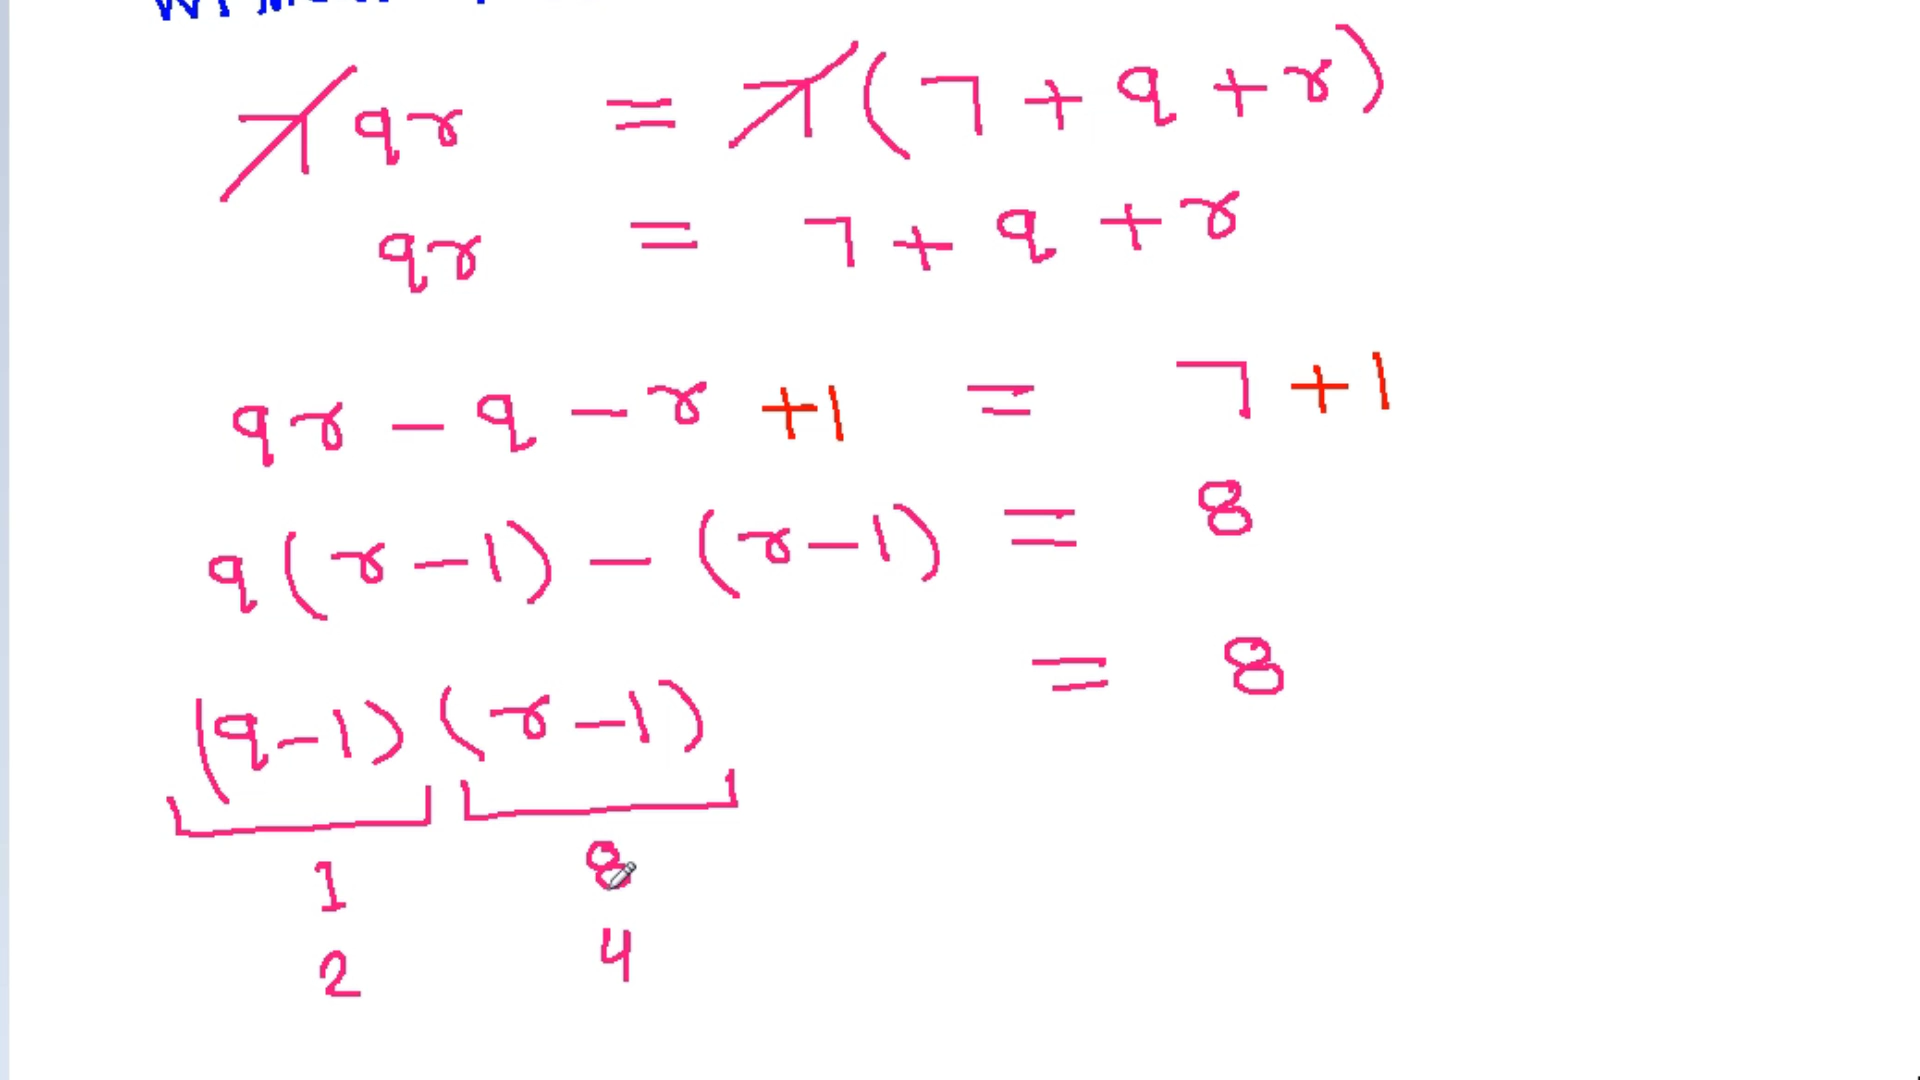 7qr = 7(7+q+r)
qr = 7+q+r
qr-q-r+1 = 7+1
q(r-1)-(r-1) = 8
(q-1)(r-1) = 8
1 8
2 4